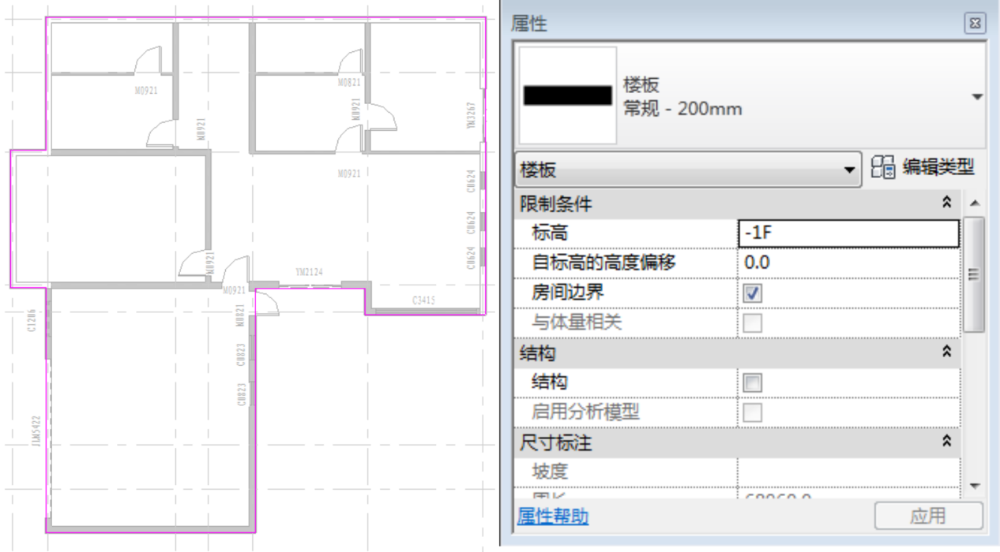 M0921
M0821
M0921
M0921
YM3267
M0921
C0624
C0624
C0624
M0921
YM2124
M0921
C3415
M0821
C1206
C0823
C0823
JLM5422
属性
楼板
常规 - 200mm
楼板
编辑类型
限制条件
标高 -1F
自标高的高度偏移 0.0
房间边界
与体量相关
结构
结构
启用分析模型
尺寸标注
坡度
属性帮助
应用